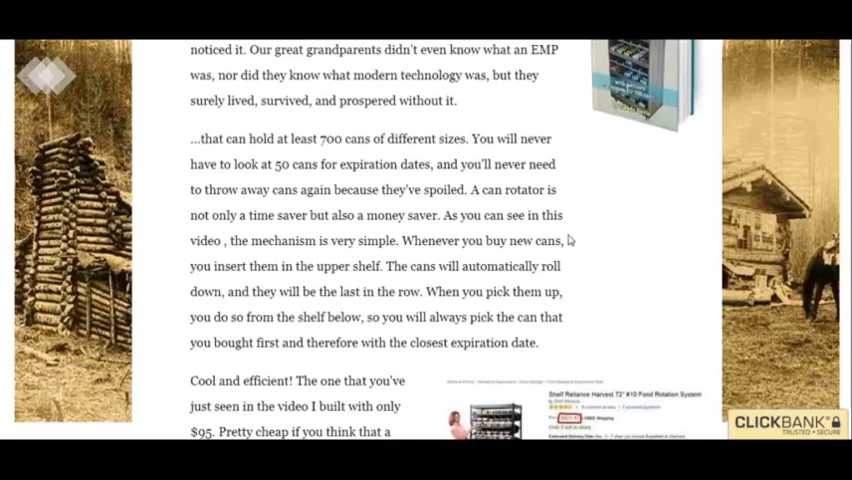 noticed it. Our great grandparents didn't even know what an EMP
was, nor did they know what modern technology was, but they
surely lived, survived, and prospered without it.
...that can hold at least 700 cans of different sizes. You will never
have to look at 50 cans for expiration dates, and you'll never need
to throw away cans again because they've spoiled. A can rotator is
not only a time saver but also a money saver. As you can see in this
video , the mechanism is very simple. Whenever you buy new cans,
you insert them in the upper shelf. The cans will automatically roll
down, and they will be the last in the row. When you pick them up,
you do so from the shelf below, so you will always pick the can that
you bought first and therefore with the closest expiration date.
Cool and efficient! The one that you've
just seen in the video I built with only
$95. Pretty cheap if you think that a
Shelf Reliance Harvest 72" #10 Food Rotation System
FREE Shipping
CLICKBANK
TRUSTED • SECURE